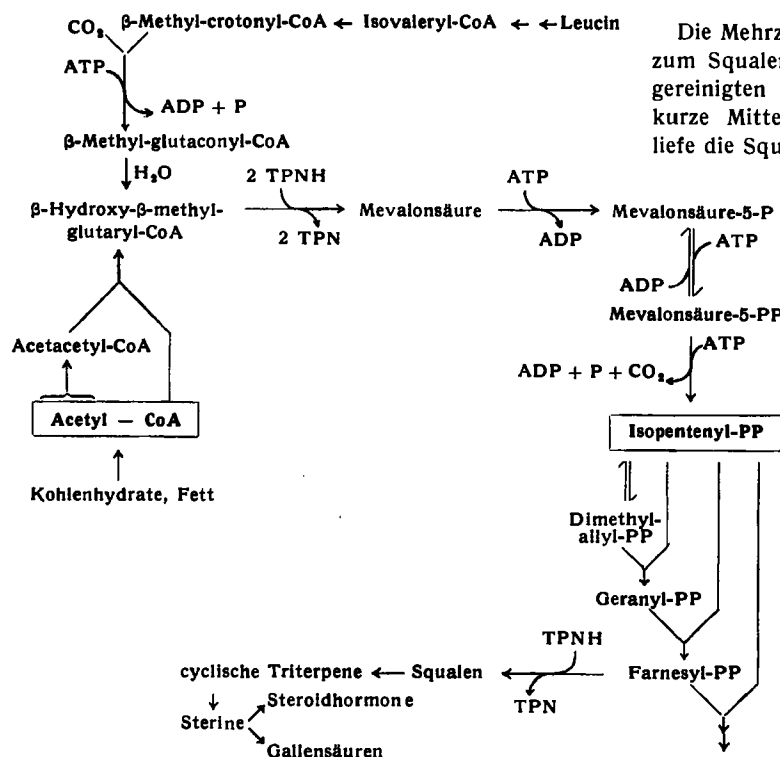 CO₂ β-Methyl-crotonyl-CoA ← Isovaleryl-CoA ← ← Leucin
ATP
ADP + P
β-Methyl-glutaconyl-CoA
H₂O
β-Hydroxy-β-methyl-
glutaryl-CoA
2 TPNH
2 TPN
Mevalonsäure
ATP
ADP
Mevalonsäure-5-P
ATP
ADP
Mevalonsäure-5-PP
ATP
ADP + P + CO₂
Isopentenyl-PP
Acetacetyl-CoA
Acetyl — CoA
Kohlenhydrate, Fett
Dimethyl-
allyl-PP
Geranyl-PP
Farnesyl-PP
TPNH
TPN
cyclische Triterpene ← Squalen
Sterine
Steroidhormone
Gallensäuren
Die Mehrz
zum Squalen
gereinigten
kurze Mitte
liefe die Squ